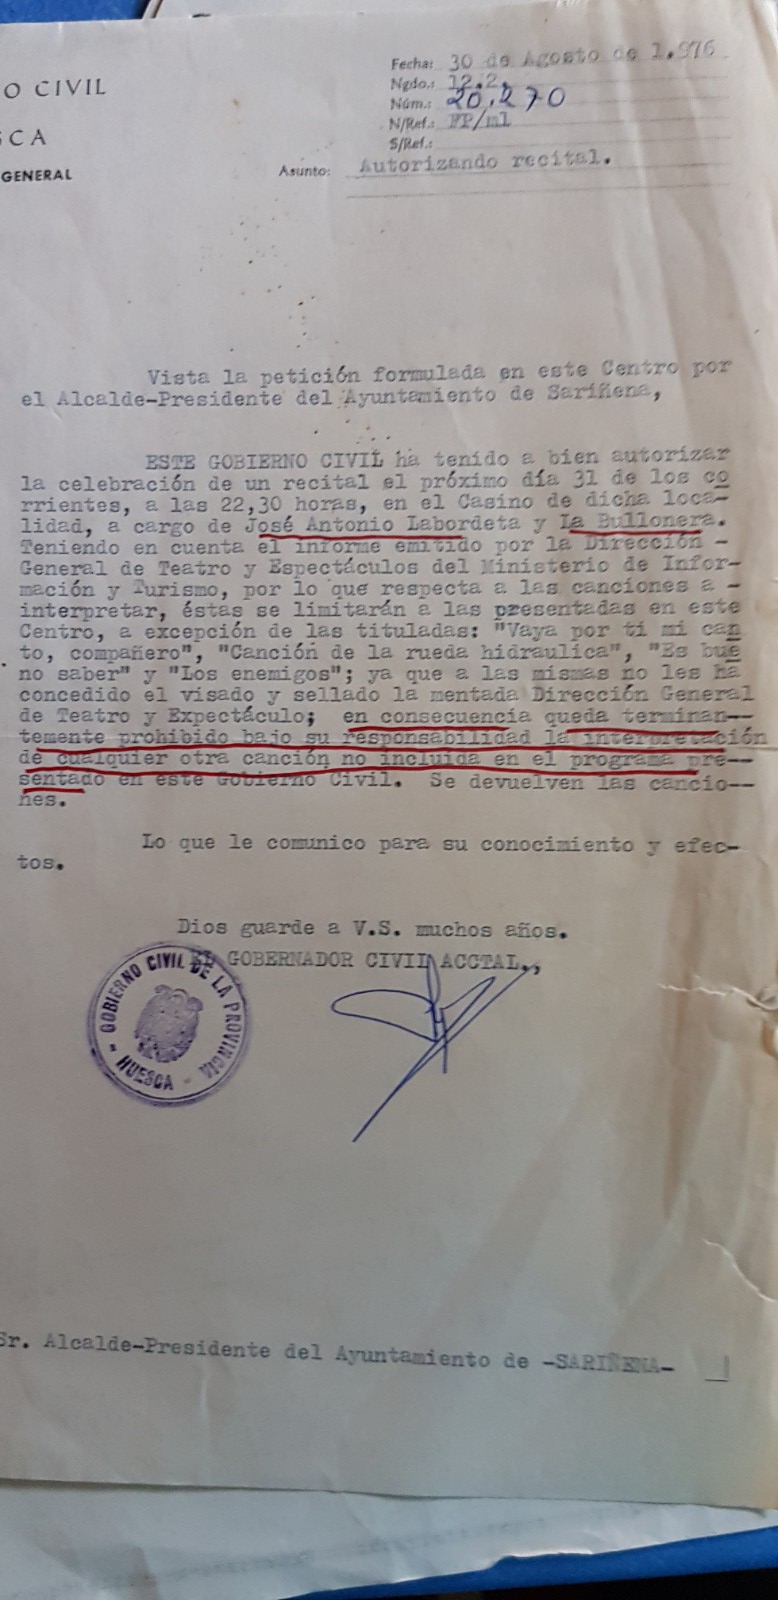 O CIVIL
CA
GENERAL
Fecha: 30 de Agosto de 1.976
Ngdo.: 12.2.
Núm.: 20.270
N/Ref.: FP/ml
S/Ref.:
Asunto: Autorizando recital.
Vista la petición formulada en este Centro por
el Alcalde-Presidente del Ayuntamiento de Sariñena,
ESTE GOBIERNO CIVIL ha tenido a bien autorizar
la celebración de un recital el próximo día 31 de los co
rrientes, a las 22,30 horas, en el Casino de dicha loca-
lidad, a cargo de José Antonio Labordeta y La Bullonera.
Teniendo en cuenta el informe emitido por la Dirección -
General de Teatro y Espectáculos del Ministerio de Infor-
mación y Turismo, por lo que respecta a las canciones a -
interpretar, éstas se limitarán a las presentadas en este
Centro, a excepción de las tituladas: "Vaya por ti mi can
to, compañero", "Canción de la rueda hidraulica", "Es bue
no saber" y "Los enemigos"; ya que a las mismas no les ha
concedido el visado y sellado la mentada Dirección General
de Teatro y Expectáculo; en consecuencia queda terminan--
temente prohibido bajo su responsabilidad la interpretación
de cualquier otra canción no incluida en el programa pre--
sentado en este Gobierno Civil. Se devuelven las cancio--
nes.
Lo que le comunico para su conocimiento y efec-
tos.
Dios guarde a V.S. muchos años.
EL GOBERNADOR CIVIL ACCTAL.,
GOBIERNO CIVIL DE LA PROVINCIA
- HUESCA -
Sr. Alcalde-Presidente del Ayuntamiento de -SARIÑENA-